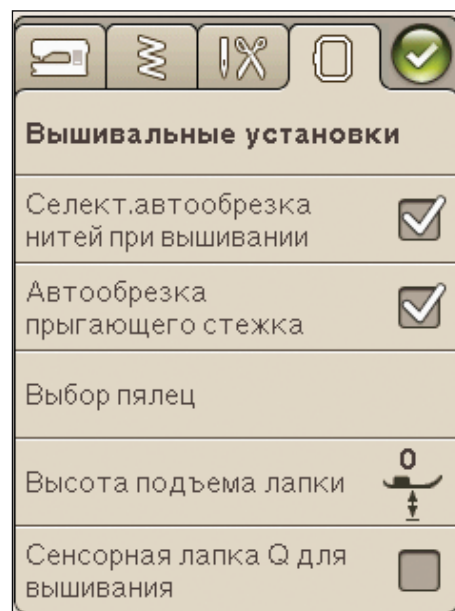 Вышивальные установки
Селект.автообрезка
нитей при вышивании
Автообрезка
прыгающего стежка
Выбор пялец
0
Высота подъема лапки
Сенсорная лапка Q для
вышивания